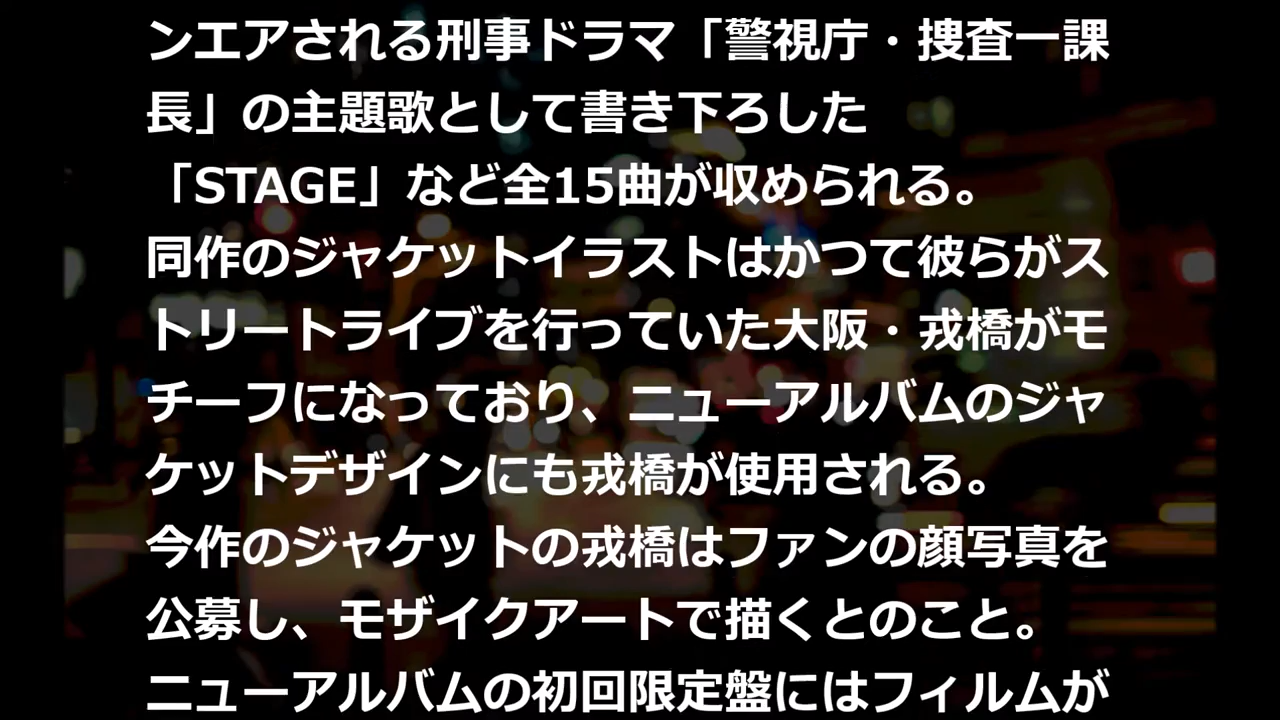 ンエアされる刑事ドラマ「警視庁・捜査一課
長」の主題歌として書き下ろした
「STAGE」など全15曲が収められる。
同作のジャケットイラストはかつて彼らがス
トリートライブを行っていた大阪・戎橋がモ
チーフになっており、ニューアルバムのジャ
ケットデザインにも戎橋が使用される。
今作のジャケットの戎橋はファンの顔写真を
公募し、モザイクアートで描くとのこと。
ニューアルバムの初回限定盤にはフィルムが